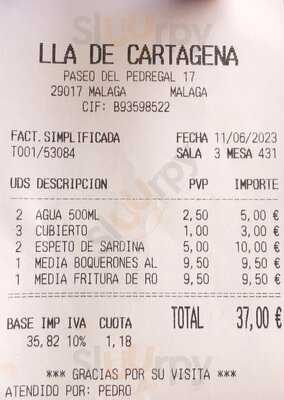 LLA DE CARTAGENA
PASEO DEL PEDREGAL 17
29017 MALAGA MALAGA
CIF: B93598522
FACT.SIMPLIFICADA FECHA 11/06/2023
T001/53084 SALA 3 MESA 431
UDS DESCRIPCION PVP IMPORTE
2 AGUA 500ML 2,50 5,00 €
3 CUBIERTO 1,00 3,00 €
2 ESPETO DE SARDINA 5,00 10,00 €
1 MEDIA BOQUERONES AL 9,50 9,50 €
1 MEDIA FRITURA DE RO 9,50 9,50 €
BASE IMP IVA CUOTA TOTAL 37,00 €
35,82 10% 1,18
*** GRACIAS POR SU VISITA ***
ATENDIDO POR: PEDRO